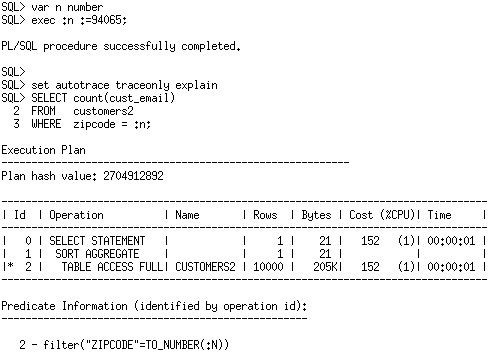 SQL> var n number
SQL> exec :n :=94065;
PL/SQL procedure successfully completed.
SQL>
SQL> set autotrace traceonly explain
SQL> SELECT count(cust_email)
  2  FROM   customers2
  3  WHERE  zipcode = :n;
Execution Plan
----------------------------------------------------------
Plan hash value: 2704912892
---------------------------------------------------------------------------------
| Id  | Operation          | Name       | Rows  | Bytes | Cost (%CPU)| Time     |
---------------------------------------------------------------------------------
|   0 | SELECT STATEMENT   |            |     1 |    21 |   152   (1)| 00:00:01 |
|   1 |  SORT AGGREGATE    |            |     1 |    21 |            |          |
|*  2 |   TABLE ACCESS FULL| CUSTOMERS2 | 10000 |   205K|   152   (1)| 00:00:01 |
---------------------------------------------------------------------------------
Predicate Information (identified by operation id):
---------------------------------------------------
   2 - filter("ZIPCODE"=TO_NUMBER(:N))